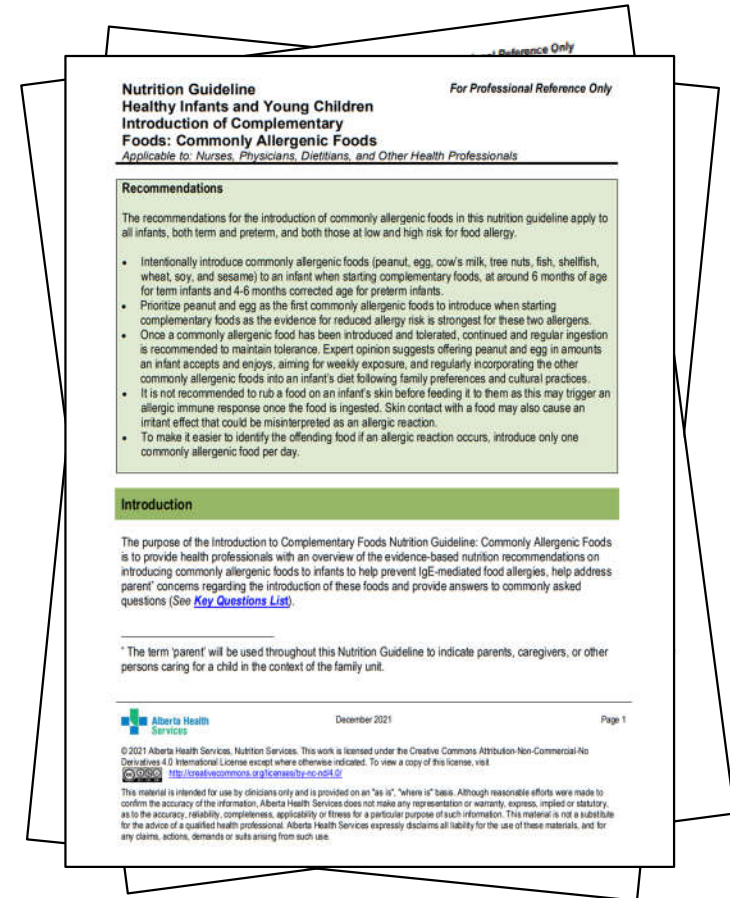 Reference Only
Nutrition Guideline
For Professional Reference Only
Healthy Infants and Young Children
Introduction of Complementary
Foods: Commonly Allergenic Foods
Applicable to: Nurses, Physicians, Dietitians, and Other Health Professionals
Recommendations
The recommendations for the introduction of commonly allergenic foods in this nutrition guideline apply to
all infants, both term and preterm, and both those at low and high risk for food allergy.
• Intentionally introduce commonly allergenic foods (peanut, egg, cow's milk, tree nuts, fish, shellfish,
wheat, soy, and sesame) to an infant when starting complementary foods, at around 6 months of age
for term infants and 4-6 months corrected age for preterm infants.
• Prioritize peanut and egg as the first commonly allergenic foods to introduce when starting
complementary foods as the evidence for reduced allergy risk is strongest for these two allergens.
• Once a commonly allergenic food has been introduced and tolerated, continued and regular ingestion
is recommended to maintain tolerance. Expert opinion suggests offering peanut and egg in amounts
an infant accepts and enjoys, aiming for weekly exposure, and regularly incorporating the other
commonly allergenic foods into an infant's diet following family preferences and cultural practices.
• It is not recommended to rub a food on an infant's skin before feeding it to them as this may trigger an
allergic immune response once the food is ingested. Skin contact with a food may also cause an
irritant effect that could be misinterpreted as an allergic reaction.
• To make it easier to identify the offending food if an allergic reaction occurs, introduce only one
commonly allergenic food per day.
Introduction
The purpose of the Introduction to Complementary Foods Nutrition Guideline: Commonly Allergenic Foods
is to provide health professionals with an overview of the evidence-based nutrition recommendations on
introducing commonly allergenic foods to infants to help prevent IgE-mediated food allergies, help address
parent* concerns regarding the introduction of these foods and provide answers to commonly asked
questions (See Key Questions List).
* The term 'parent' will be used throughout this Nutrition Guideline to indicate parents, caregivers, or other
persons caring for a child in the context of the family unit.
Alberta Health
Services
December 2021
Page 1
© 2021 Alberta Health Services, Nutrition Services. This work is licensed under the Creative Commons Attribution-Non-Commercial-No
Derivatives 4.0 International License except where otherwise indicated. To view a copy of this license, visit
http://creativecommons.org/licenses/by-nc-nd/4.0/
This material is intended for use by clinicians only and is provided on an "as is", "where is" basis. Although reasonable efforts were made to
confirm the accuracy of the information, Alberta Health Services does not make any representation or warranty, express, implied or statutory,
as to the accuracy, reliability, completeness, applicability or fitness for a particular purpose of such information. This material is not a substitute
for the advice of a qualified health professional. Alberta Health Services expressly disclaims all liability for the use of these materials, and for
any claims, actions, demands or suits arising from such use.